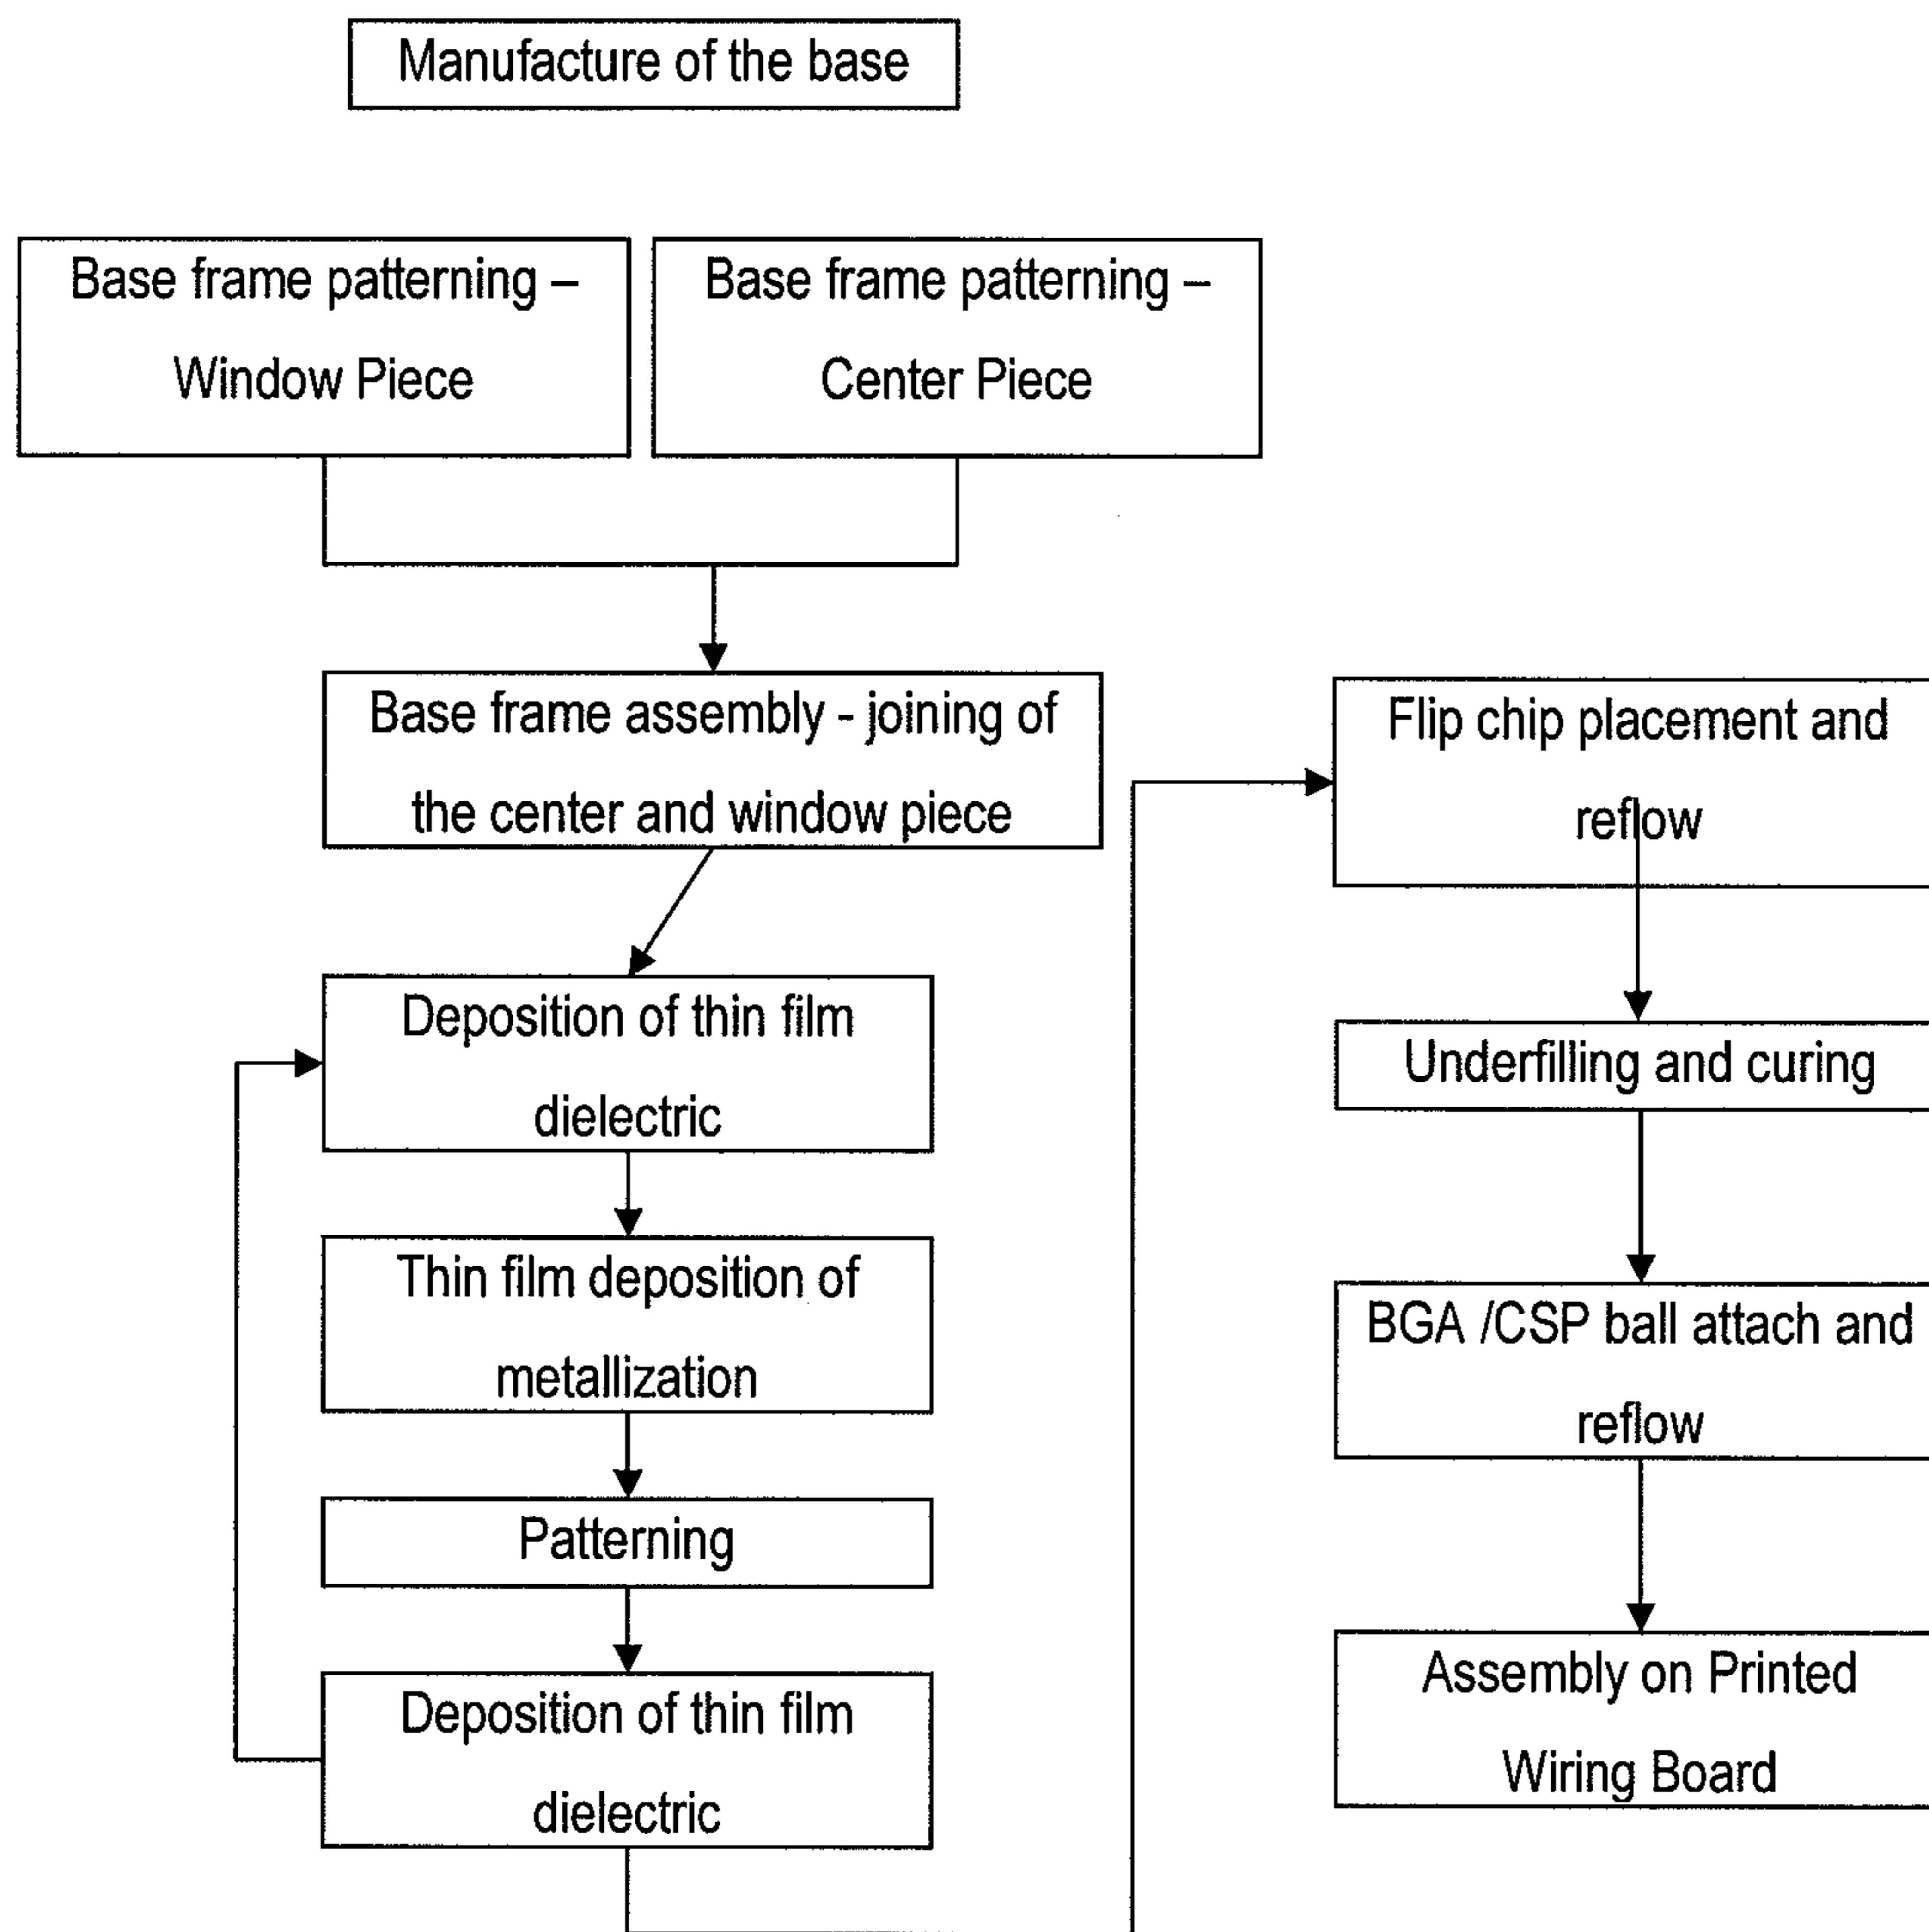 Manufacture of the base
Base frame patterning –
Window Piece
Base frame patterning –
Center Piece
Base frame assembly - joining of
the center and window piece
Deposition of thin film
dielectric
Thin film deposition of
metallization
Patterning
Deposition of thin film
dielectric
Flip chip placement and
reflow
Underfilling and curing
BGA /CSP ball attach and
reflow
Assembly on Printed
Wiring Board